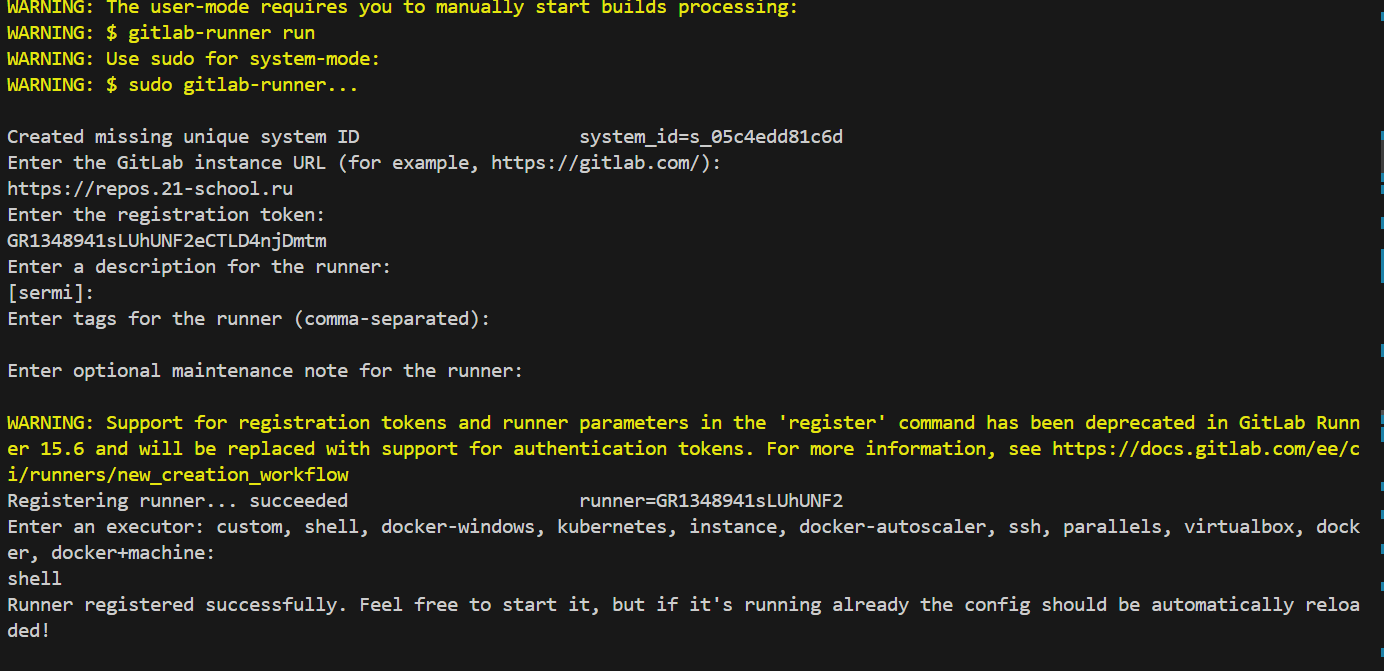 WARNING: The user-mode requires you to manually start builds processing:
WARNING: $ gitlab-runner run
WARNING: Use sudo for system-mode:
WARNING: $ sudo gitlab-runner...
Created missing unique system ID system_id=s_05c4edd81c6d
Enter the GitLab instance URL (for example, https://gitlab.com/):
https://repos.21-school.ru
Enter the registration token:
GR1348941sLUhUNF2eCTLD4njDmtm
Enter a description for the runner:
[sermi]:
Enter tags for the runner (comma-separated):
Enter optional maintenance note for the runner:
WARNING: Support for registration tokens and runner parameters in the 'register' command has been deprecated in GitLab Runn
er 15.6 and will be replaced with support for authentication tokens. For more information, see https://docs.gitlab.com/ee/c
i/runners/new_creation_workflow
Registering runner... succeeded runner=GR1348941sLUhUNF2
Enter an executor: custom, shell, docker-windows, kubernetes, instance, docker-autoscaler, ssh, parallels, virtualbox, dock
er, docker+machine:
shell
Runner registered successfully. Feel free to start it, but if it's running already the config should be automatically reloa
ded!